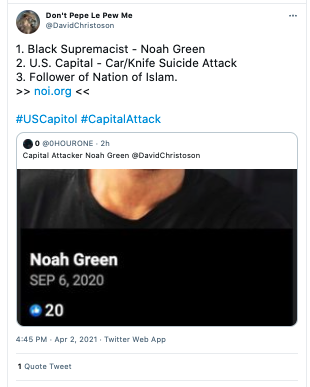 Don't Pepe Le Pew Me
@DavidChristoson
1. Black Supremacist - Noah Green
2. U.S. Capital - Car/Knife Suicide Attack
3. Follower of Nation of Islam.
>> noi.org <<
#USCapitol #CapitalAttack
0 @0HOURONE · 2h
Capital Attacker Noah Green @DavidChristoson
Noah Green
SEP 6, 2020
20
4:45 PM · Apr 2, 2021 · Twitter Web App
1 Quote Tweet